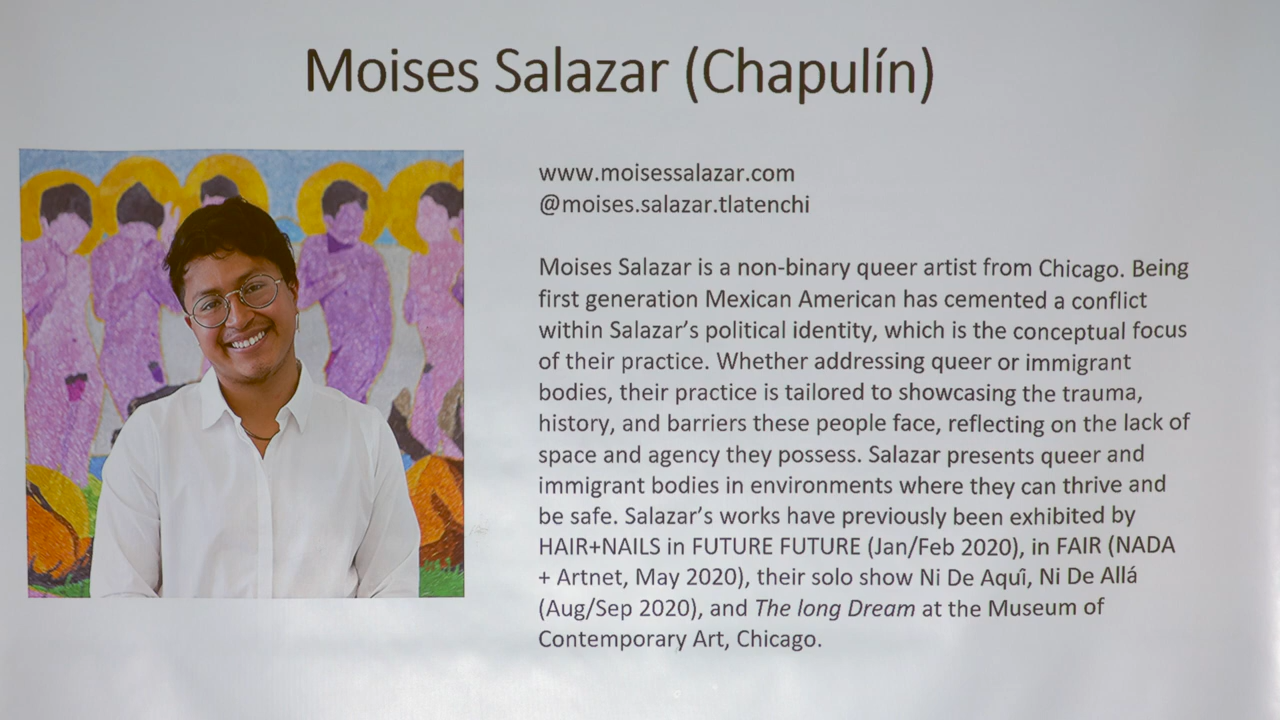 Moises Salazar (Chapulín)
www.moisessalazar.com
@moises.salazar.tlatenchi
Moises Salazar is a non-binary queer artist from Chicago. Being
first generation Mexican American has cemented a conflict
within Salazar's political identity, which is the conceptual focus
of their practice. Whether addressing queer or immigrant
bodies, their practice is tailored to showcasing the trauma,
history, and barriers these people face, reflecting on the lack of
space and agency they possess. Salazar presents queer and
immigrant bodies in environments where they can thrive and
be safe. Salazar's works have previously been exhibited by
HAIR+NAILS in FUTURE FUTURE (Jan/Feb 2020), in FAIR (NADA
+ Artnet, May 2020), their solo show Ni De Aquî, Ni De Allá
(Aug/Sep 2020), and The long Dream at the Museum of
Contemporary Art, Chicago.